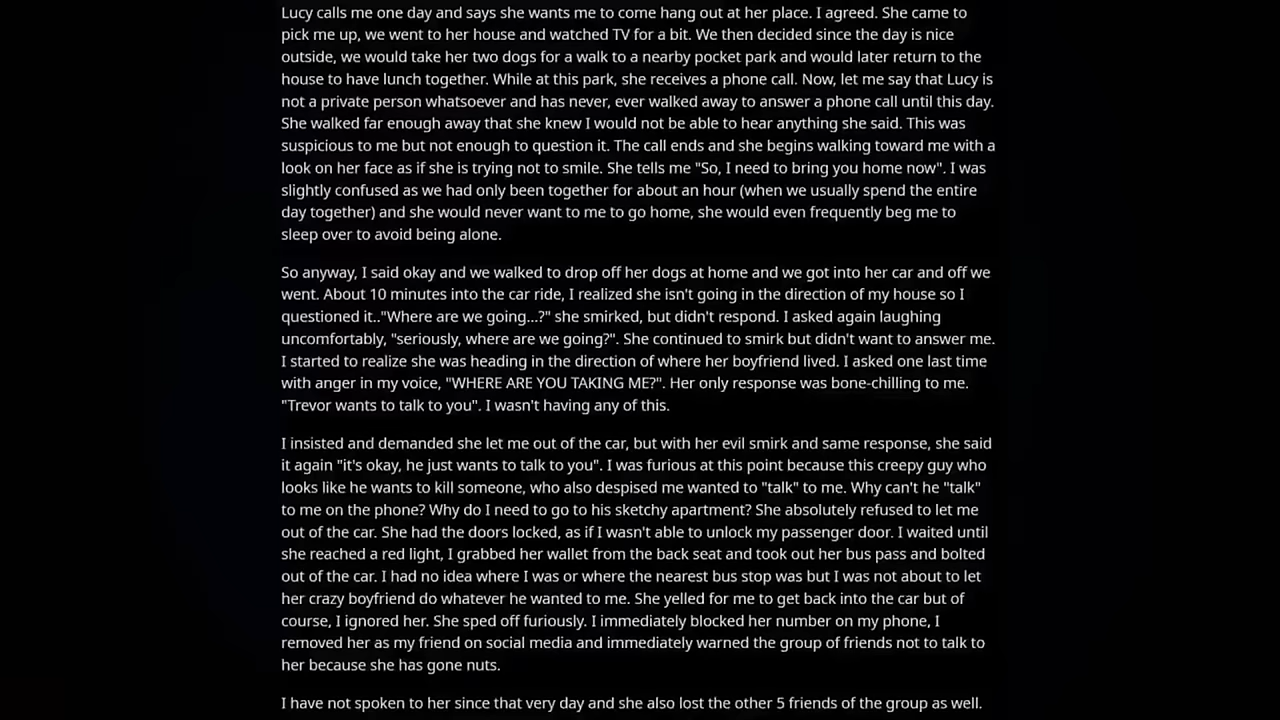 Lucy calls me one day and says she wants me to come hang out at her place. I agreed. She came to
pick me up, we went to her house and watched TV for a bit. We then decided since the day is nice
outside, we would take her two dogs for a walk to a nearby pocket park and would later return to the
house to have lunch together. While at this park, she receives a phone call. Now, let me say that Lucy is
not a private person whatsoever and has never, ever walked away to answer a phone call until this day.
She walked far enough away that she knew I would not be able to hear anything she said. This was
suspicious to me but not enough to question it. The call ends and she begins walking toward me with a
look on her face as if she is trying not to smile. She tells me "So, I need to bring you home now". I was
slightly confused as we had only been together for about an hour (when we usually spend the entire
day together) and she would never want to me to go home, she would even frequently beg me to
sleep over to avoid being alone.
So anyway, I said okay and we walked to drop off her dogs at home and we got into her car and off we
went. About 10 minutes into the car ride, I realized she isn't going in the direction of my house so I
questioned it.."Where are we going...?" she smirked, but didn't respond. I asked again laughing
uncomfortably, "seriously, where are we going?". She continued to smirk but didn't want to answer me.
I started to realize she was heading in the direction of where her boyfriend lived. I asked one last time
with anger in my voice, "WHERE ARE YOU TAKING ME?". Her only response was bone-chilling to me.
"Trevor wants to talk to you". I wasn't having any of this.
I insisted and demanded she let me out of the car, but with her evil smirk and same response, she said
it again "it's okay, he just wants to talk to you". I was furious at this point because this creepy guy who
looks like he wants to kill someone, who also despised me wanted to "talk" to me. Why can't he "talk"
to me on the phone? Why do I need to go to his sketchy apartment? She absolutely refused to let me
out of the car. She had the doors locked, as if I wasn't able to unlock my passenger door. I waited until
she reached a red light, I grabbed her wallet from the back seat and took out her bus pass and bolted
out of the car. I had no idea where I was or where the nearest bus stop was but I was not about to let
her crazy boyfriend do whatever he wanted to me. She yelled for me to get back into the car but of
course, I ignored her. She sped off furiously. I immediately blocked her number on my phone, I
removed her as my friend on social media and immediately warned the group of friends not to talk to
her because she has gone nuts.
I have not spoken to her since that very day and she also lost the other 5 friends of the group as well.